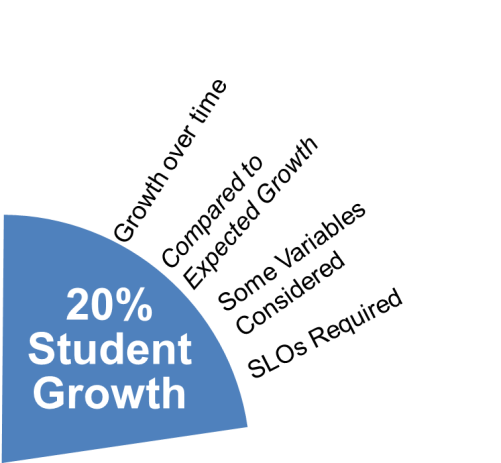 Growth over time
Compared to
Expected Growth
Some Variables
Considered
SLOs Required
20%
Student
Growth